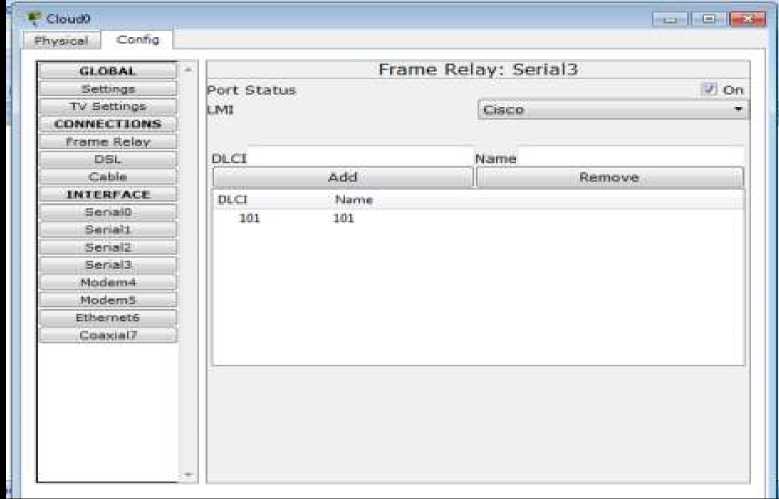 Cloud0
Physical Config
GLOBAL
Settings
TV Settings
CONNECTIONS
Frame Relay
DSL
Cable
INTERFACE
Serial0
Serial1
Serial2
Serial3
Modem4
Modem5
Ethernet6
Coaxial7
Frame Relay: Serial3
Port Status On
LMI Cisco
DLCI Name
Add Remove
DLCI Name
101 101